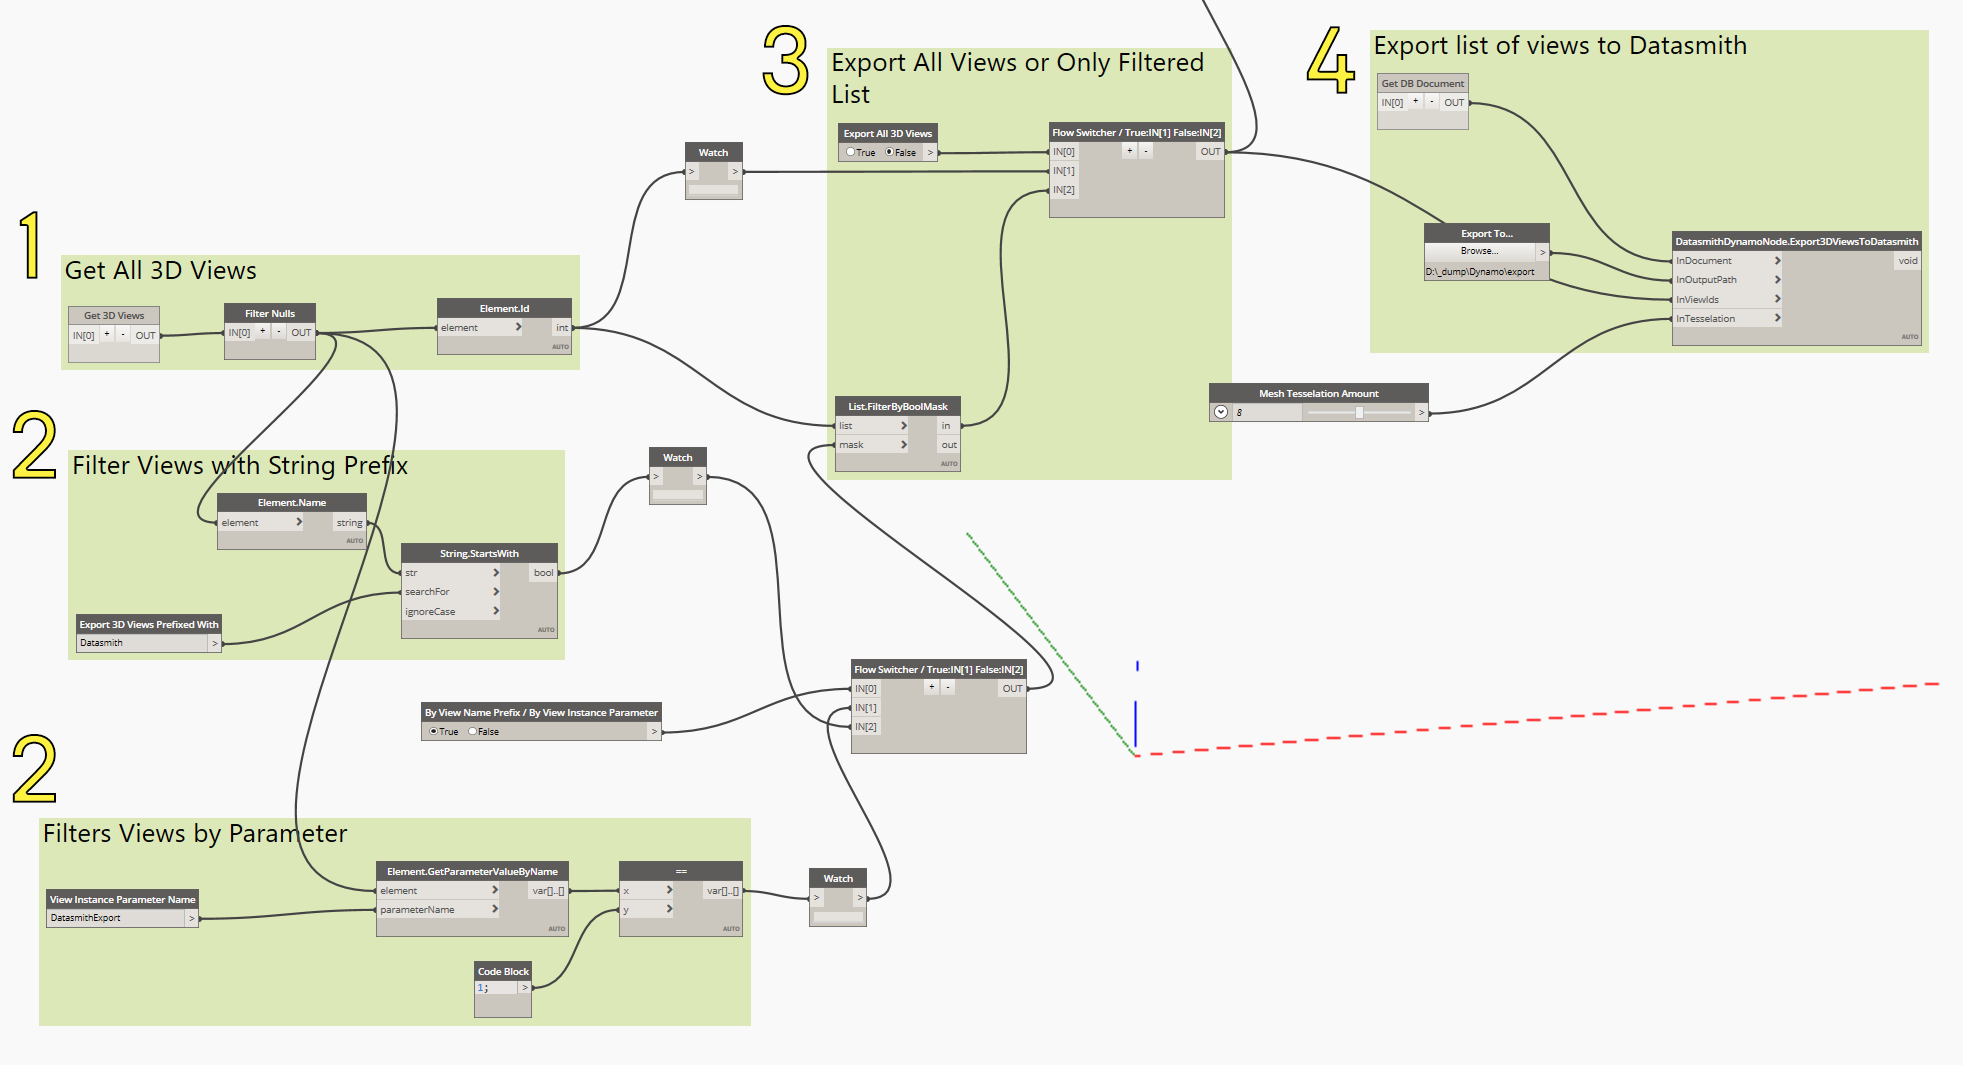 1
Get All 3D Views
Get 3D Views
IN[0] + - OUT
Filter Nulls
IN[0] + - OUT
Element.Id
element > int
AUTO
Watch
> >
2
Filter Views with String Prefix
Element.Name
element > string
AUTO
String.StartsWith
str > bool
searchFor >
ignoreCase >
AUTO
Export 3D Views Prefixed With
Datasmith >
Watch
> >
By View Name Prefix / By View Instance Parameter
True False >
Flow Switcher / True:IN[1] False:IN[2]
IN[0] + - OUT
IN[1]
IN[2]
2
Filters Views by Parameter
View Instance Parameter Name
DatasmithExport >
Element.GetParameterValueByName
element > var[]..[]
parameterName >
AUTO
==
x > var[]..[]
y >
AUTO
Code Block
1; >
Watch
> >
3
Export All Views or Only Filtered
List
Export All 3D Views
True False >
Flow Switcher / True:IN[1] False:IN[2]
IN[0] + - OUT
IN[1]
IN[2]
List.FilterByBoolMask
list > in
mask > out
AUTO
4
Export list of views to Datasmith
Get DB Document
IN[0] + - OUT
Export To...
Browse... >
D:\_dump\Dynamo\export
Mesh Tesselation Amount
8 >
DatasmithDynamoNode.Export3DViewsToDatasmith
InDocument > void
InOutputPath >
InViewIds >
InTesselation >
AUTO